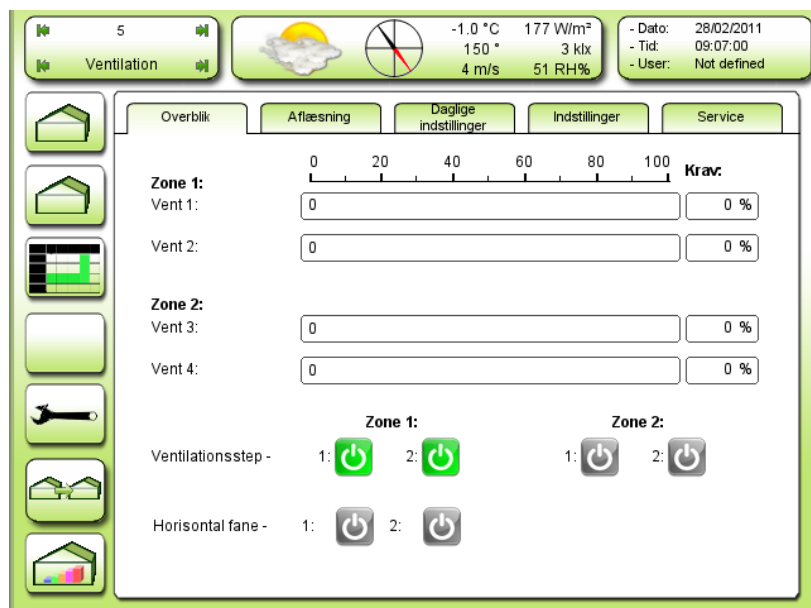 5
Ventilation
-1.0 °C 177 W/m²
150 ° 3 klx
4 m/s 51 RH%
- Dato: 28/02/2011
- Tid: 09:07:00
- User: Not defined
Overblik Aflæsning Daglige indstillinger Indstillinger Service
0 20 40 60 80 100 Krav:
Zone 1:
Vent 1: 0 0 %
Vent 2: 0 0 %
Zone 2:
Vent 3: 0 0 %
Vent 4: 0 0 %
Zone 1: Zone 2:
Ventilationsstep - 1: 2: 1: 2:
Horisontal fane - 1: 2: